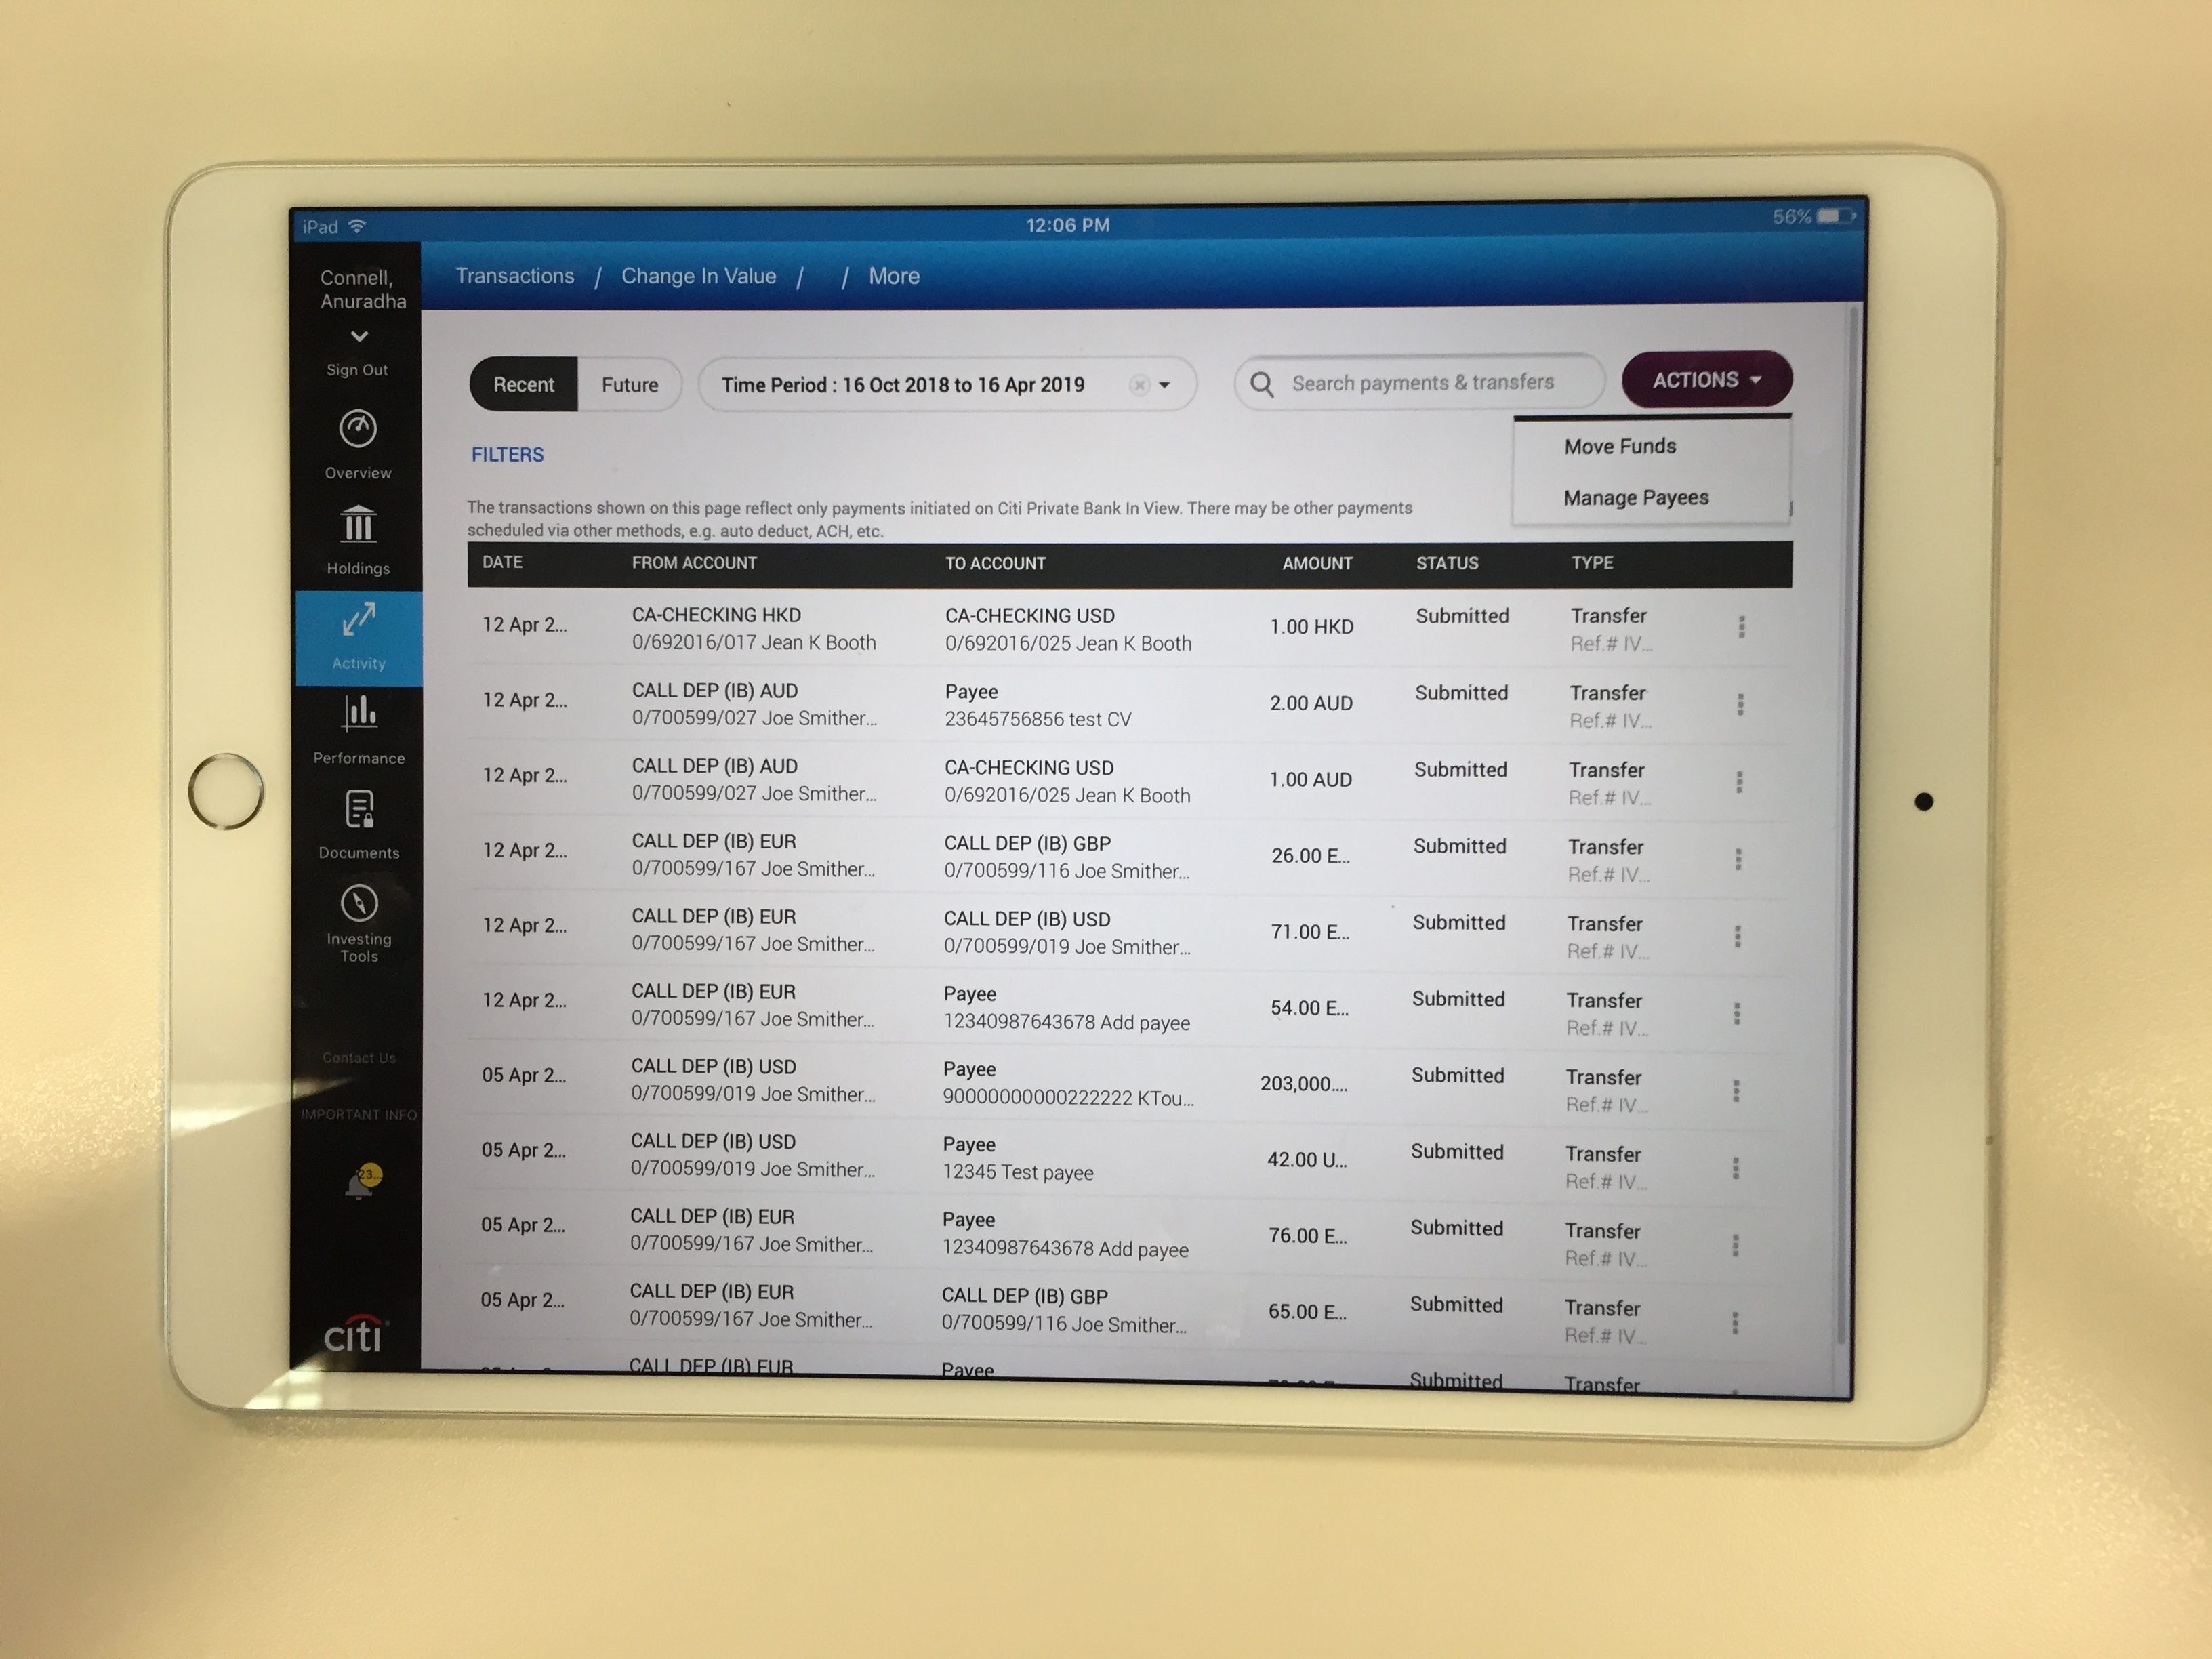 iPad
12:06 PM
56%
Connell,
Anuradha
Sign Out
Overview
Holdings
Activity
Performance
Documents
Investing
Tools
Contact Us
IMPORTANT INFO
23...
citi
Transactions / Change In Value / / More
Recent
Future
Time Period : 16 Oct 2018 to 16 Apr 2019
Search payments & transfers
ACTIONS
Move Funds
Manage Payees
FILTERS
The transactions shown on this page reflect only payments initiated on Citi Private Bank In View. There may be other payments
scheduled via other methods, e.g. auto deduct, ACH, etc.
DATE FROM ACCOUNT TO ACCOUNT AMOUNT STATUS TYPE
12 Apr 2... CA-CHECKING HKD CA-CHECKING USD 1.00 HKD Submitted Transfer
0/692016/017 Jean K Booth 0/692016/025 Jean K Booth Ref.# IV...
12 Apr 2... CALL DEP (IB) AUD Payee 2.00 AUD Submitted Transfer
0/700599/027 Joe Smither... 23645756856 test CV Ref.# IV...
12 Apr 2... CALL DEP (IB) AUD CA-CHECKING USD 1.00 AUD Submitted Transfer
0/700599/027 Joe Smither... 0/692016/025 Jean K Booth Ref.# IV...
12 Apr 2... CALL DEP (IB) EUR CALL DEP (IB) GBP 26.00 E... Submitted Transfer
0/700599/167 Joe Smither... 0/700599/116 Joe Smither... Ref.# IV...
12 Apr 2... CALL DEP (IB) EUR CALL DEP (IB) USD 71.00 E... Submitted Transfer
0/700599/167 Joe Smither... 0/700599/019 Joe Smither... Ref.# IV...
12 Apr 2... CALL DEP (IB) EUR Payee 54.00 E... Submitted Transfer
0/700599/167 Joe Smither... 12340987643678 Add payee Ref.# IV...
05 Apr 2... CALL DEP (IB) USD Payee 203,000.... Submitted Transfer
0/700599/019 Joe Smither... Ref.# IV...
05 Apr 2... CALL DEP (IB) USD Payee 42.00 U... Submitted Transfer
0/700599/019 Joe Smither... 12345 Test payee Ref.# IV...
05 Apr 2... CALL DEP (IB) EUR Payee 76.00 E... Submitted Transfer
0/700599/167 Joe Smither... 12340987643678 Add payee Ref.# IV...
05 Apr 2... CALL DEP (IB) EUR CALL DEP (IB) GBP 65.00 E... Submitted Transfer
0/700599/167 Joe Smither... 0/700599/116 Joe Smither... Ref.# IV...
CALL DEP (IB) EUR Payee Submitted Transfer